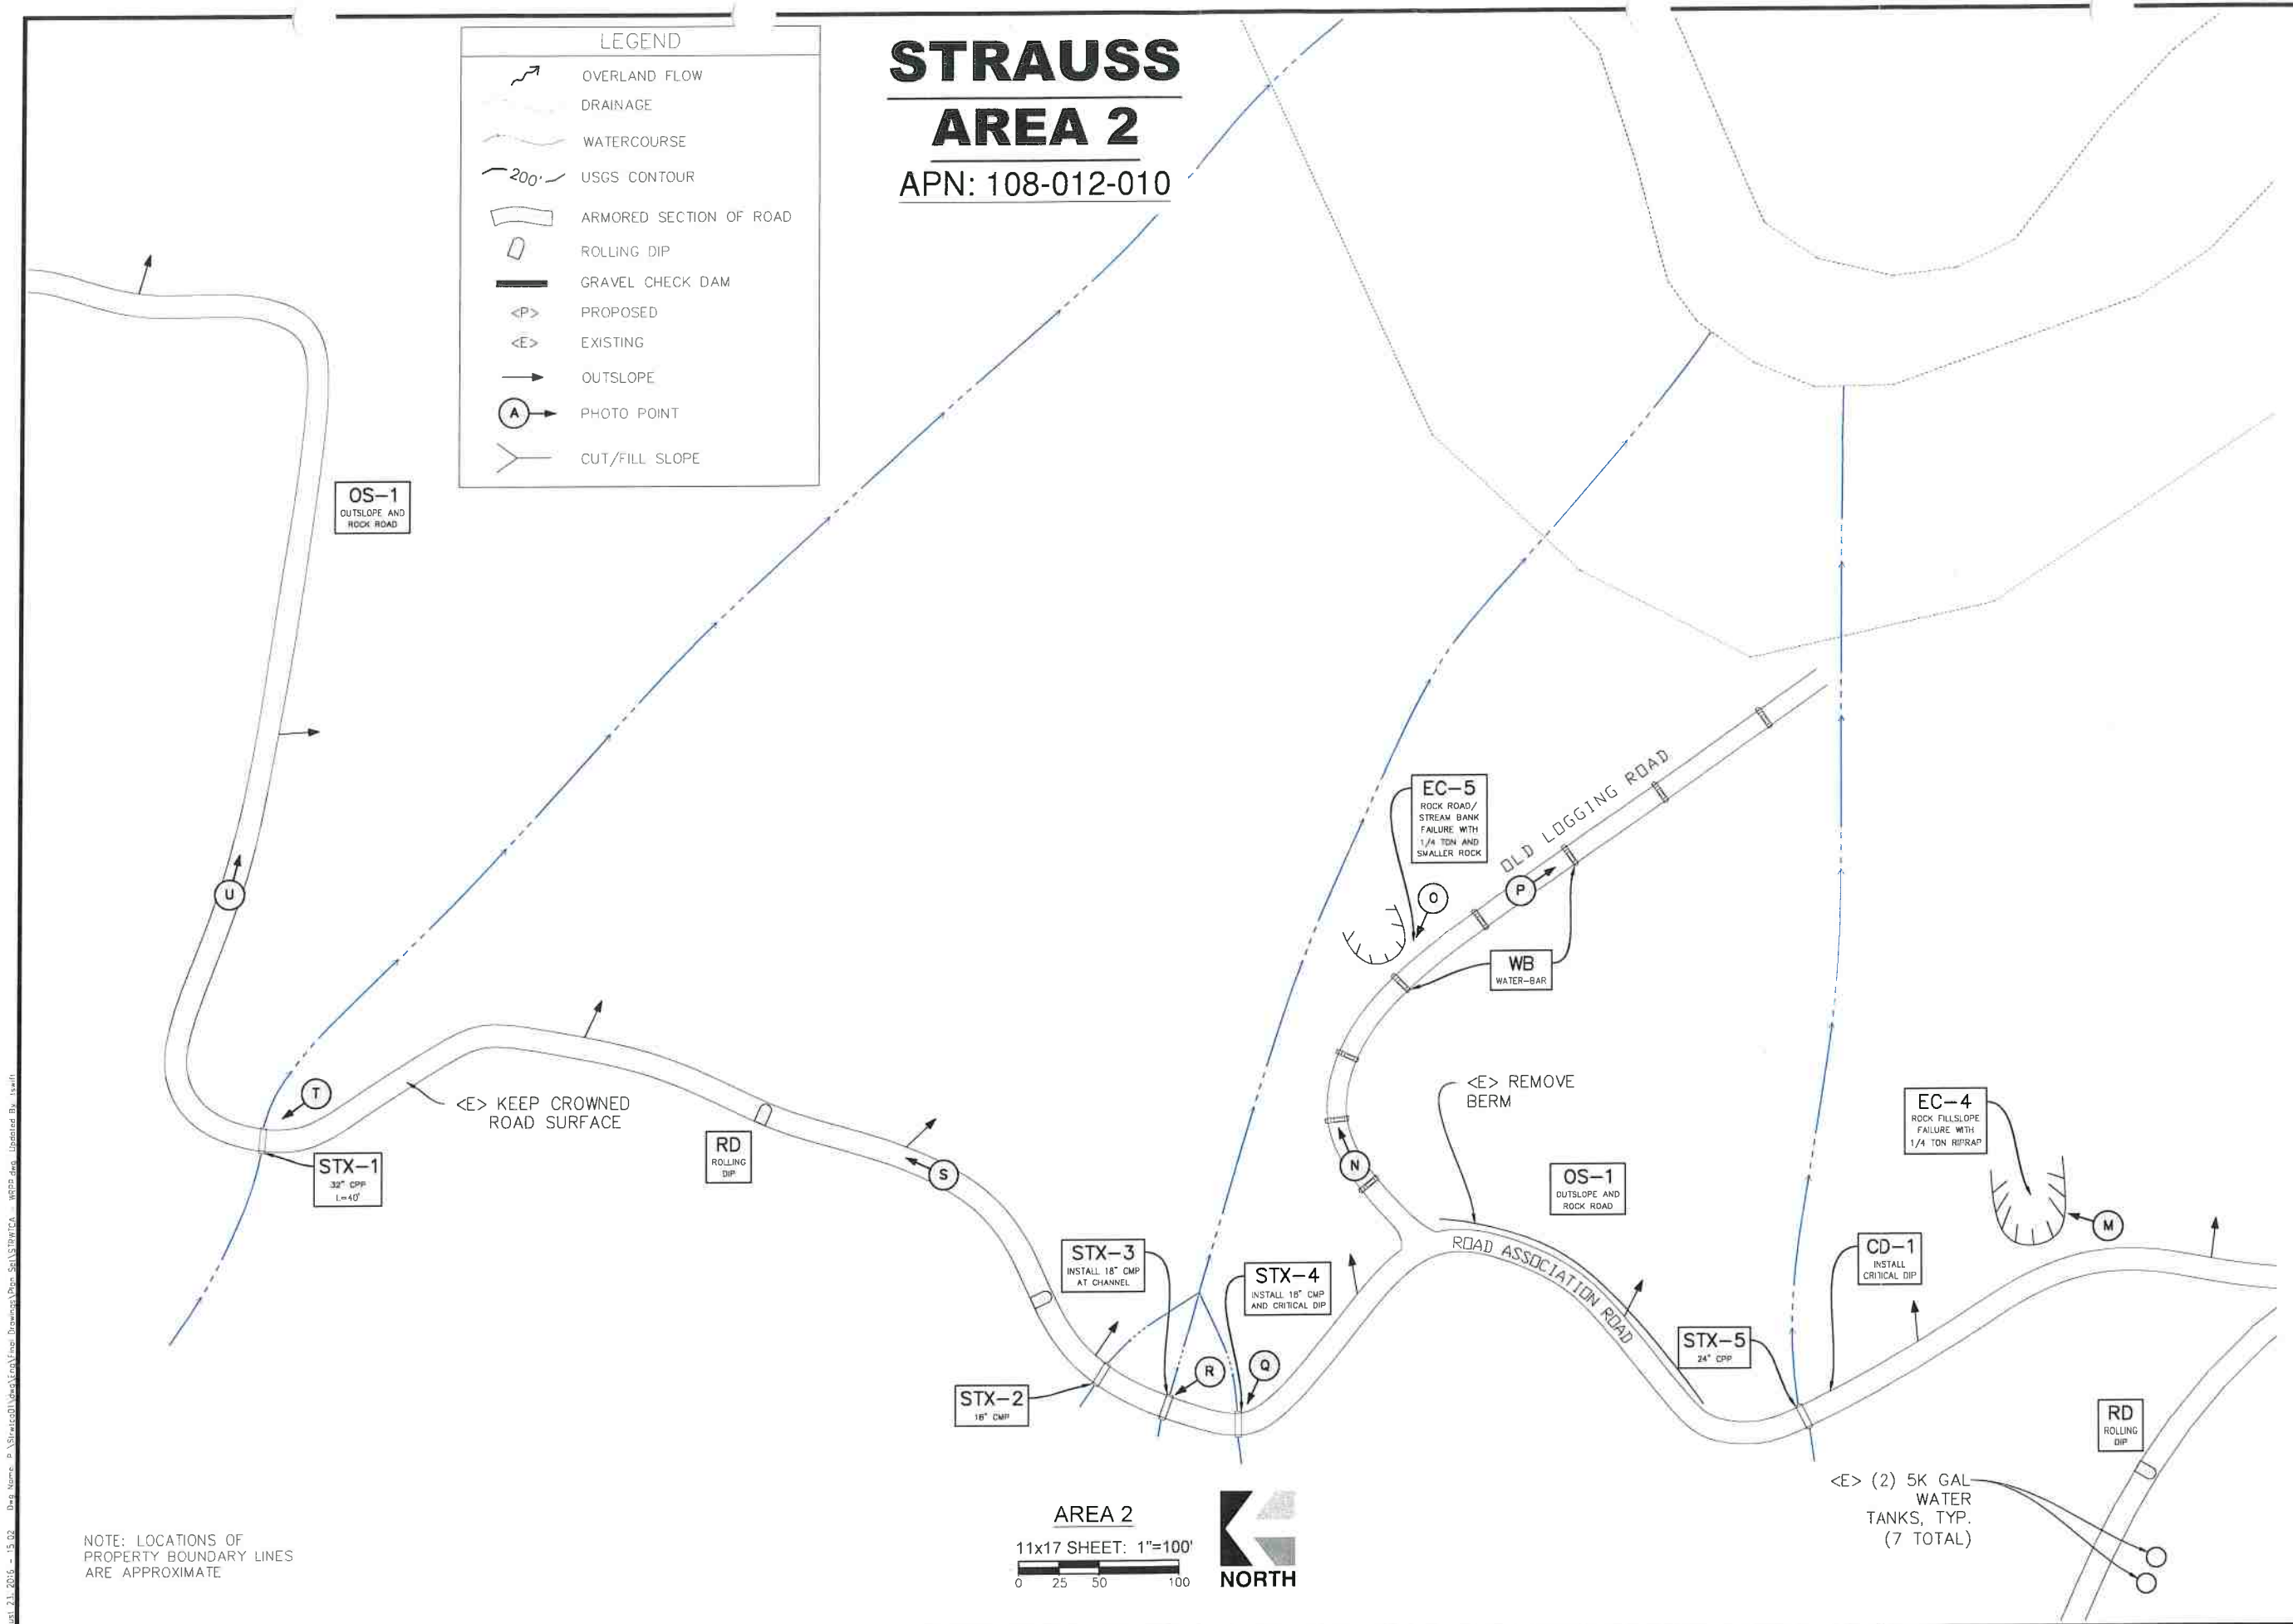 LEGEND
OVERLAND FLOW
DRAINAGE
WATERCOURSE
200'
USGS CONTOUR
ARMORED SECTION OF ROAD
ROLLING DIP
GRAVEL CHECK DAM
<P>
PROPOSED
<E>
EXISTING
OUTSLOPE
A
PHOTO POINT
CUT/FILL SLOPE
STRAUSS
AREA 2
APN: 108-012-010
OS-1
OUTSLOPE AND
ROCK ROAD
U
T
<E> KEEP CROWNED
ROAD SURFACE
STX-1
32" CPP
L=40'
RD
ROLLING
DIP
S
STX-3
INSTALL 18" CMP
AT CHANNEL
STX-4
INSTALL 18" CMP
AND CRITICAL DIP
STX-2
18" CMP
R
Q
EC-5
ROCK ROAD/
STREAM BANK
FAILURE WITH
1/4 TON AND
SMALLER ROCK
O
P
OLD LOGGING ROAD
WB
WATER-BAR
N
<E> REMOVE
BERM
OS-1
OUTSLOPE AND
ROCK ROAD
ROAD ASSOCIATION ROAD
EC-4
ROCK FILLSLOPE
FAILURE WITH
1/4 TON RIPRAP
M
CD-1
INSTALL
CRITICAL DIP
STX-5
24" CPP
RD
ROLLING
DIP
<E> (2) 5K GAL
WATER
TANKS, TYP.
(7 TOTAL)
NOTE: LOCATIONS OF
PROPERTY BOUNDARY LINES
ARE APPROXIMATE
AREA 2
11x17 SHEET: 1"=100'
0 25 50 100
NORTH